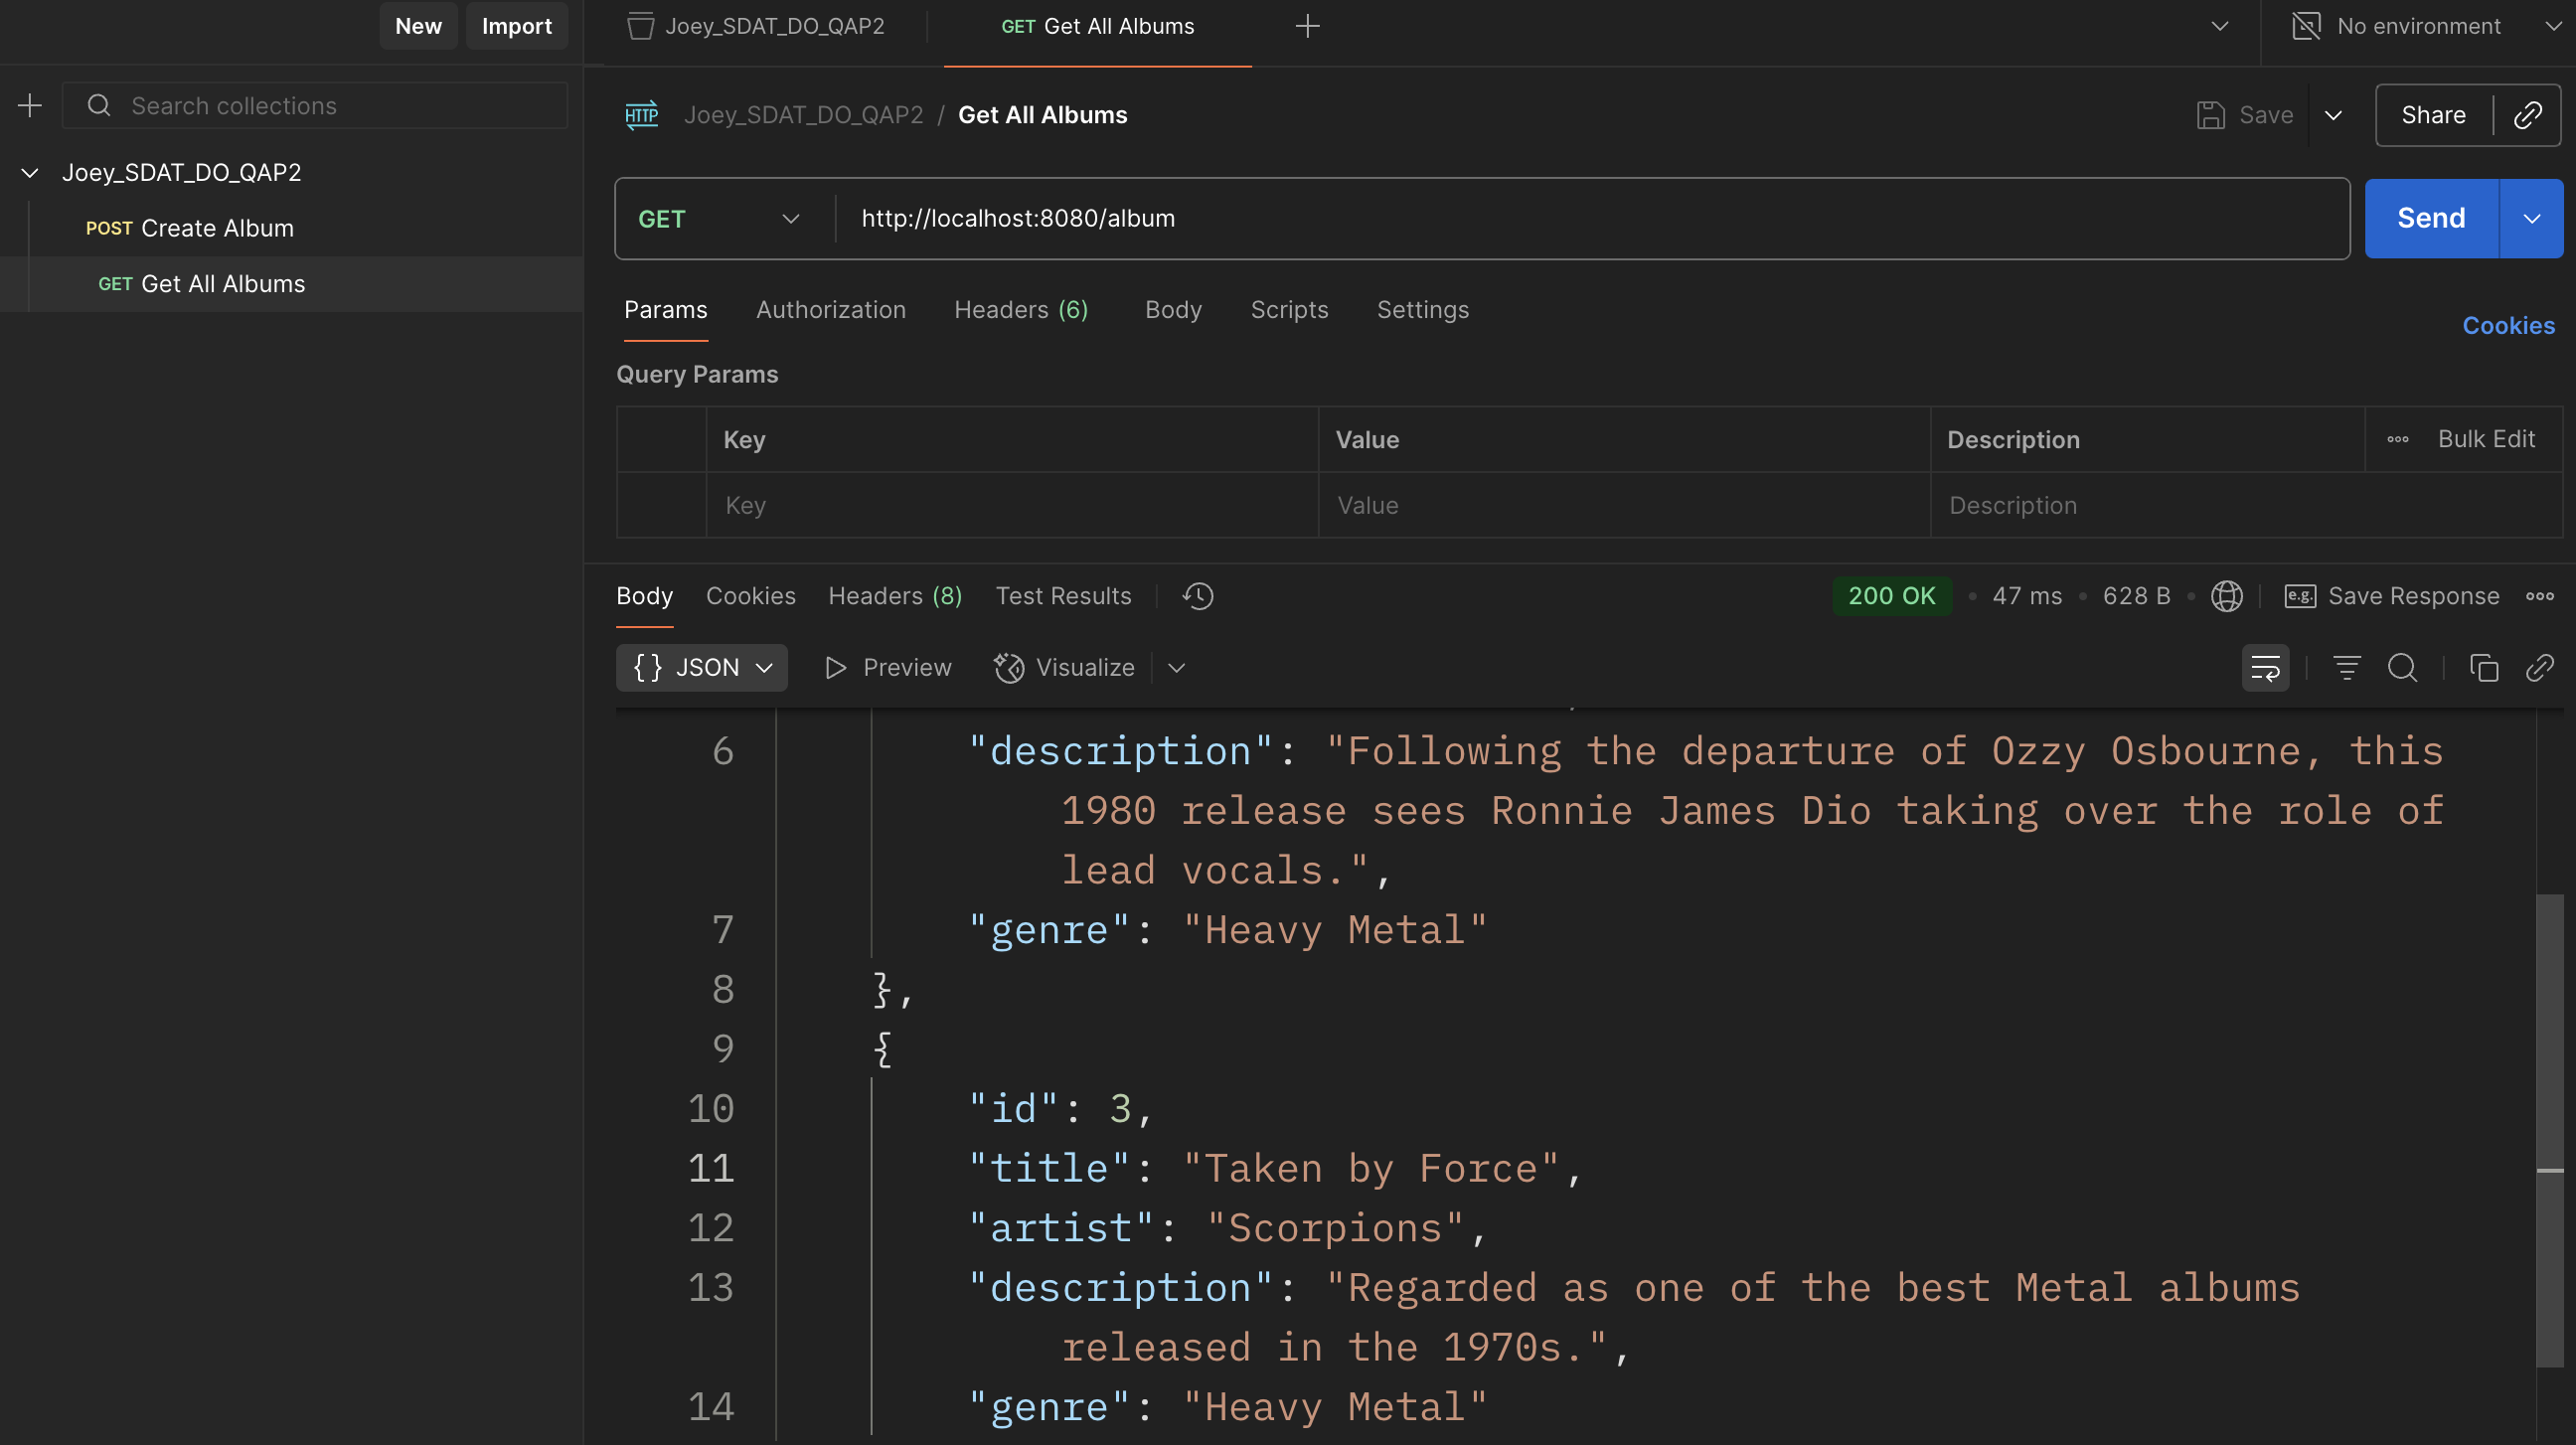 New Import
Joey_SDAT_DO_QAP2
GET Get All Albums
No environment
Search collections
HTTP Joey_SDAT_DO_QAP2 / Get All Albums
Save
Share
Joey_SDAT_DO_QAP2
POST Create Album
GET Get All Albums
GET
http://localhost:8080/album
Send
Params Authorization Headers (6) Body Scripts Settings
Cookies
Query Params
Key Value Description Bulk Edit
Key Value Description
Body Cookies Headers (8) Test Results
200 OK • 47 ms • 628 B • e.g. Save Response
{} JSON Preview Visualize
6 "description": "Following the departure of Ozzy Osbourne, this
1980 release sees Ronnie James Dio taking over the role of
lead vocals.",
7 "genre": "Heavy Metal"
8 },
9 {
10 "id": 3,
11 "title": "Taken by Force",
12 "artist": "Scorpions",
13 "description": "Regarded as one of the best Metal albums
released in the 1970s.",
14 "genre": "Heavy Metal"